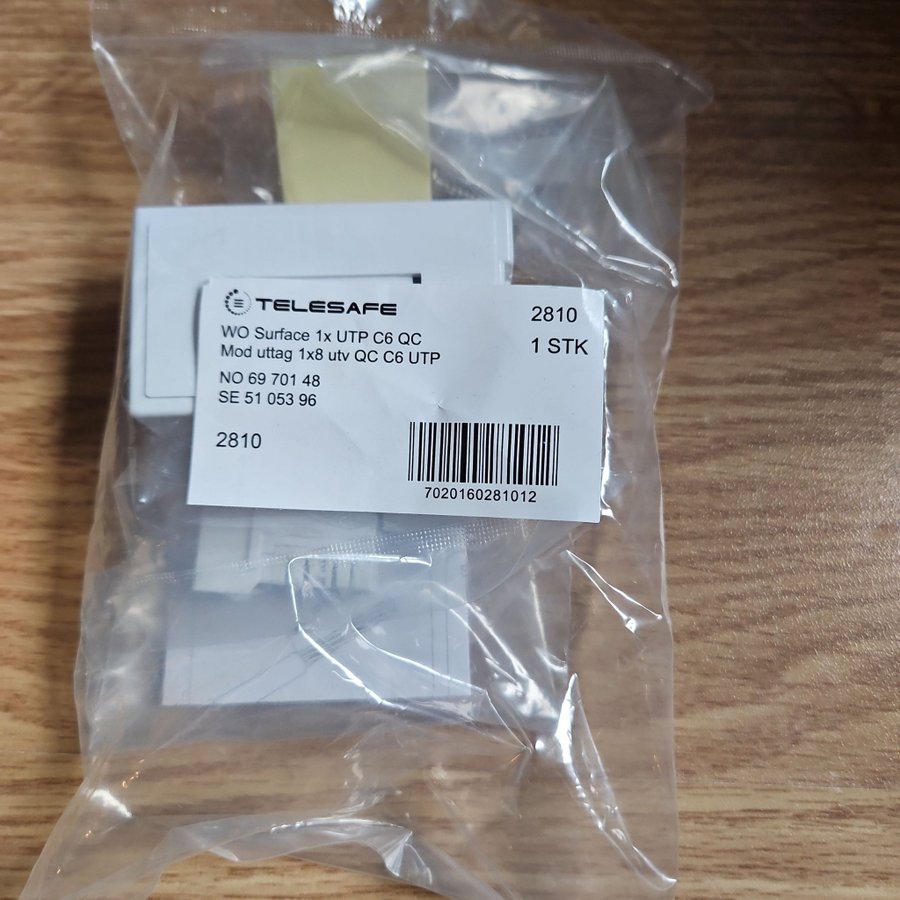 TELESAFE
2810
WO Surface 1x UTP C6 QC
1 STK
Mod uttag 1x8 utv QC C6 UTP
NO 69 701 48
SE 51 053 96
2810
7020160281012